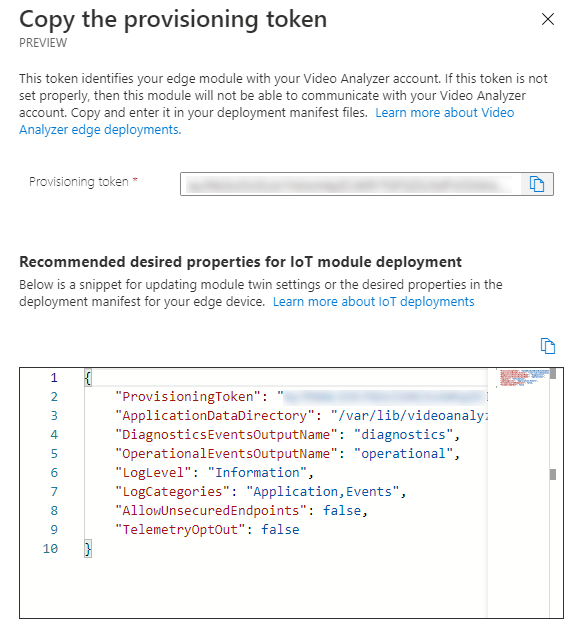 Copy the provisioning token
PREVIEW
This token identifies your edge module with your Video Analyzer account. If this token is not
set properly, then this module will not be able to communicate with your Video Analyzer
account. Copy and enter it in your deployment manifest files. Learn more about Video
Analyzer edge deployments.
Provisioning token *
Recommended desired properties for IoT module deployment
Below is a snippet for updating module twin settings or the desired properties in the
deployment manifest for your edge device. Learn more about IoT deployments
1 {
2 "ProvisioningToken": "
3 "ApplicationDataDirectory": "/var/lib/videoanalyz
4 "DiagnosticsEventsOutputName": "diagnostics",
5 "OperationalEventsOutputName": "operational",
6 "LogLevel": "Information",
7 "LogCategories": "Application,Events",
8 "AllowUnsecuredEndpoints": false,
9 "TelemetryOptOut": false
10 }